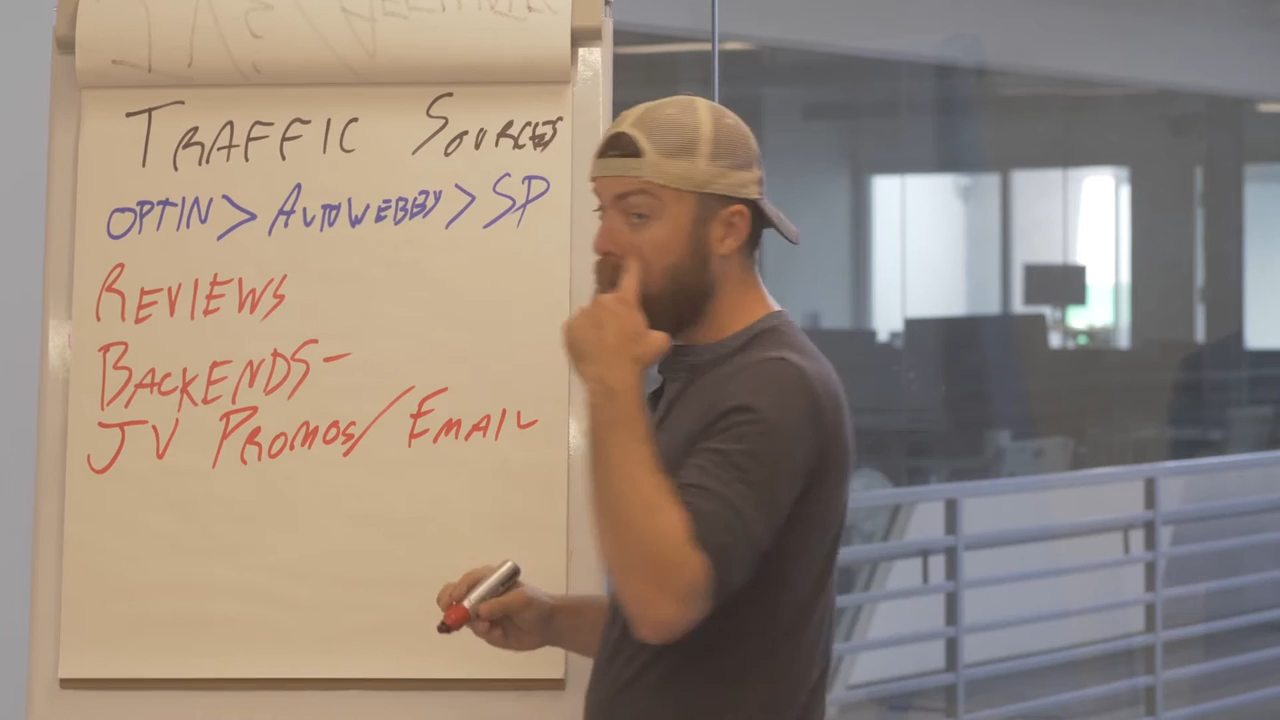 TRAFFIC SOURCES
OPTIN > AUTOWEBBY > SP
REVIEWS
BACKENDS-
JV PROMOS/EMAIL